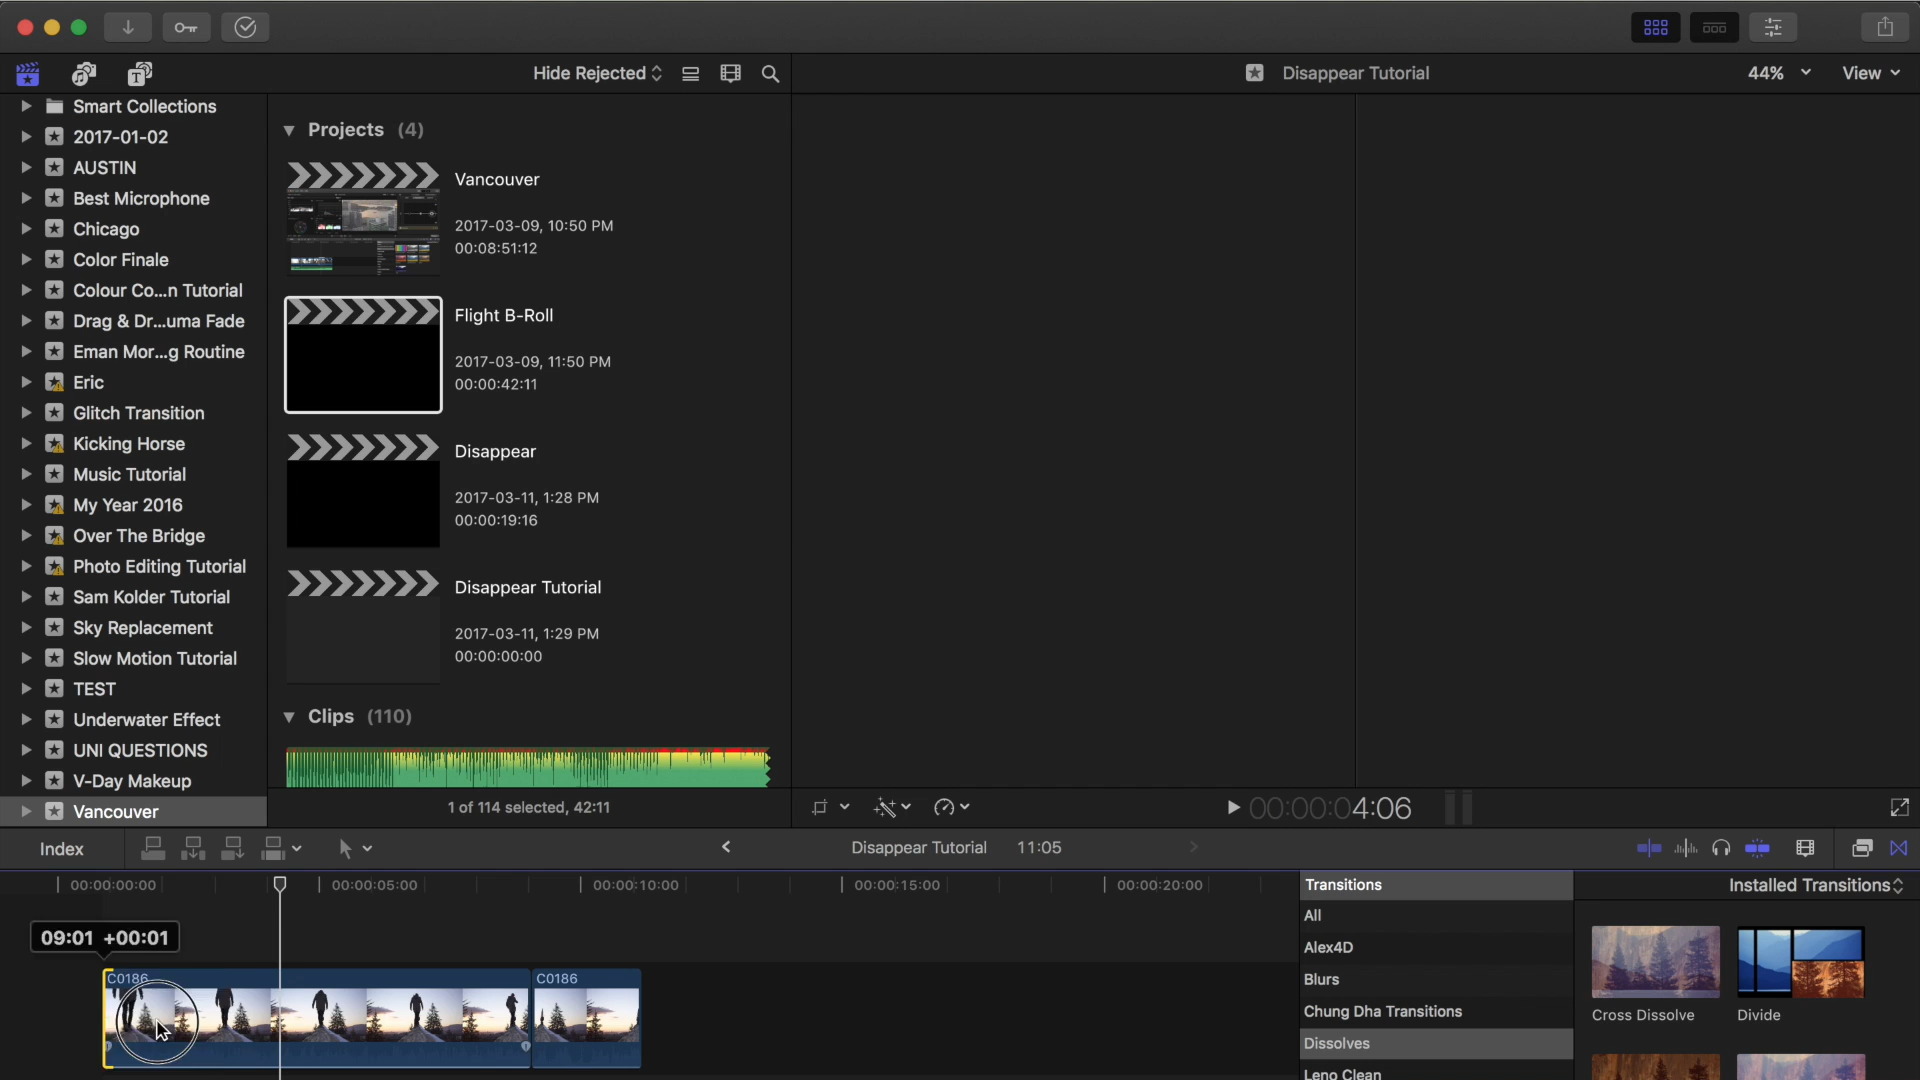 Hide Rejected
Disappear Tutorial
44%
View
Smart Collections
2017-01-02
AUSTIN
Best Microphone
Chicago
Color Finale
Colour Co...n Tutorial
Drag & Dr...uma Fade
Eman Mor...g Routine
Eric
Glitch Transition
Kicking Horse
Music Tutorial
My Year 2016
Over The Bridge
Photo Editing Tutorial
Sam Kolder Tutorial
Sky Replacement
Slow Motion Tutorial
TEST
Underwater Effect
UNI QUESTIONS
V-Day Makeup
Vancouver
Projects (4)
Vancouver
2017-03-09, 10:50 PM
00:08:51:12
Flight B-Roll
2017-03-09, 11:50 PM
00:00:42:11
Disappear
2017-03-11, 1:28 PM
00:00:19:16
Disappear Tutorial
2017-03-11, 1:29 PM
00:00:00:00
Clips (110)
1 of 114 selected, 42:11
00:00:04:06
Index
Disappear Tutorial 11:05
00:00:00:00
00:00:05:00
00:00:10:00
00:00:15:00
00:00:20:00
09:01 +00:01
C0186
C0186
Transitions
All
Alex4D
Blurs
Chung Dha Transitions
Dissolves
Leno Clean
Installed Transitions
Cross Dissolve
Divide